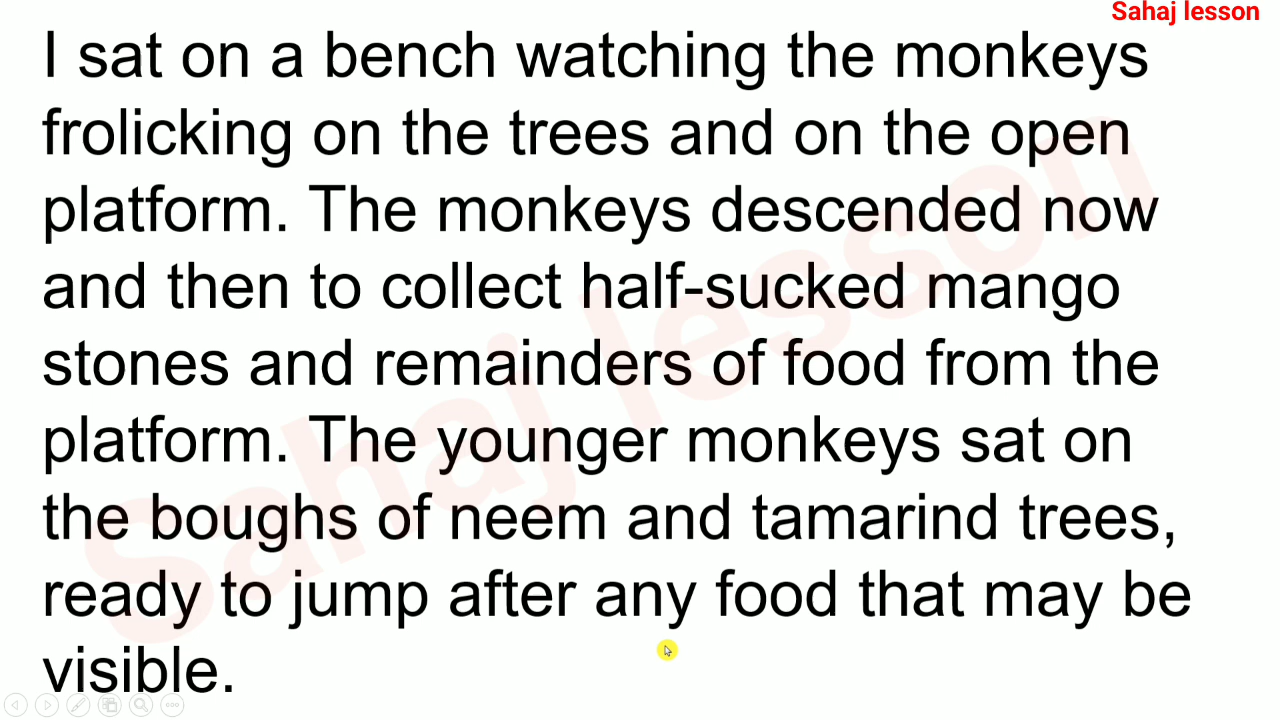 Sahaj lesson
I sat on a bench watching the monkeys
frolicking on the trees and on the open
platform. The monkeys descended now
and then to collect half-sucked mango
stones and remainders of food from the
platform. The younger monkeys sat on
the boughs of neem and tamarind trees,
ready to jump after any food that may be
visible.
Sahaj lesson